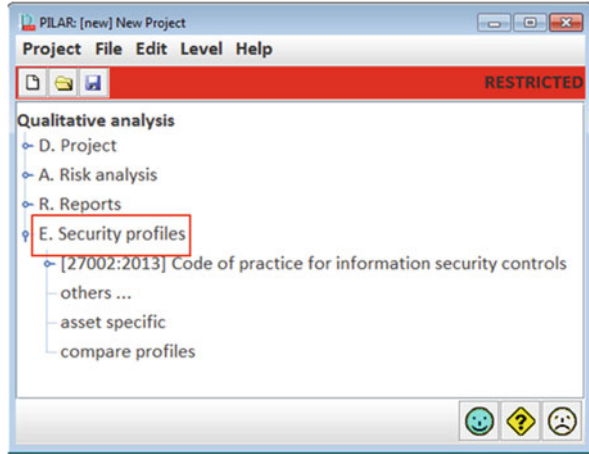 PILAR: [new] New Project
Project File Edit Level Help
RESTRICTED
Qualitative analysis
D. Project
A. Risk analysis
R. Reports
E. Security profiles
[27002:2013] Code of practice for information security controls
others ...
asset specific
compare profiles
?